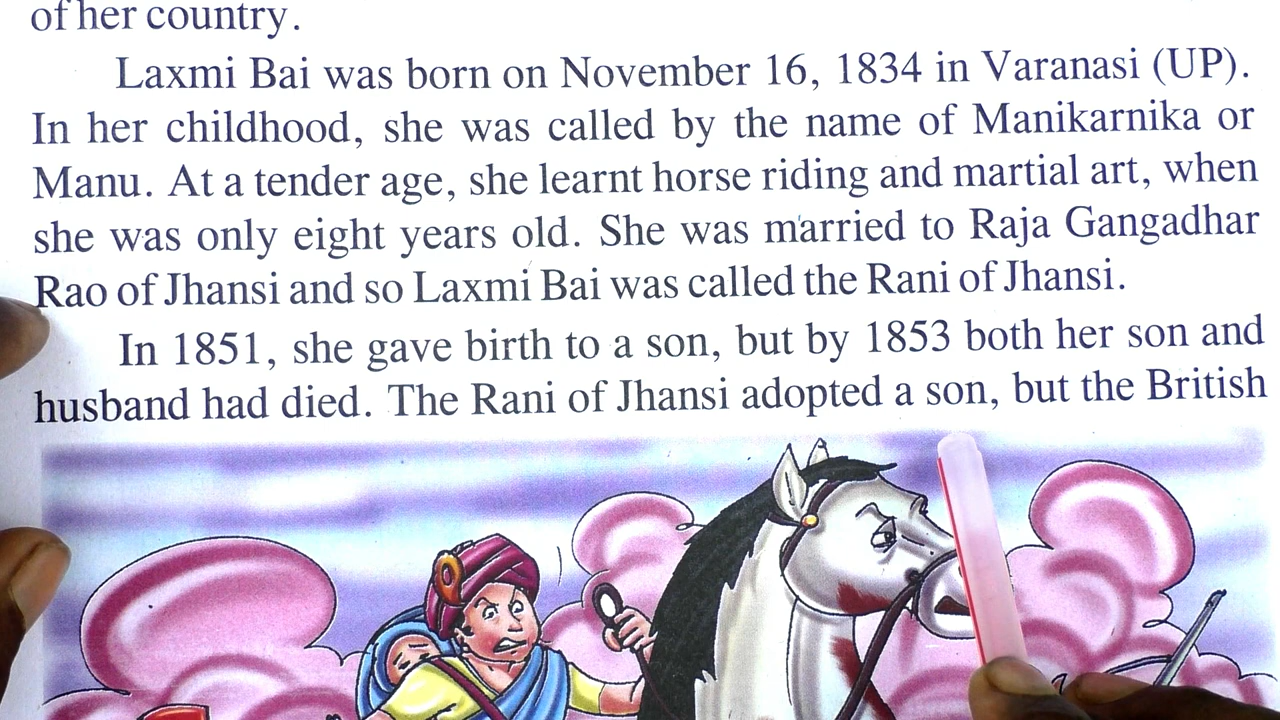 of her country.
Laxmi Bai was born on November 16, 1834 in Varanasi (UP).
In her childhood, she was called by the name of Manikarnika or
Manu. At a tender age, she learnt horse riding and martial art, when
she was only eight years old. She was married to Raja Gangadhar
Rao of Jhansi and so Laxmi Bai was called the Rani of Jhansi.
In 1851, she gave birth to a son, but by 1853 both her son and
husband had died. The Rani of Jhansi adopted a son, but the British